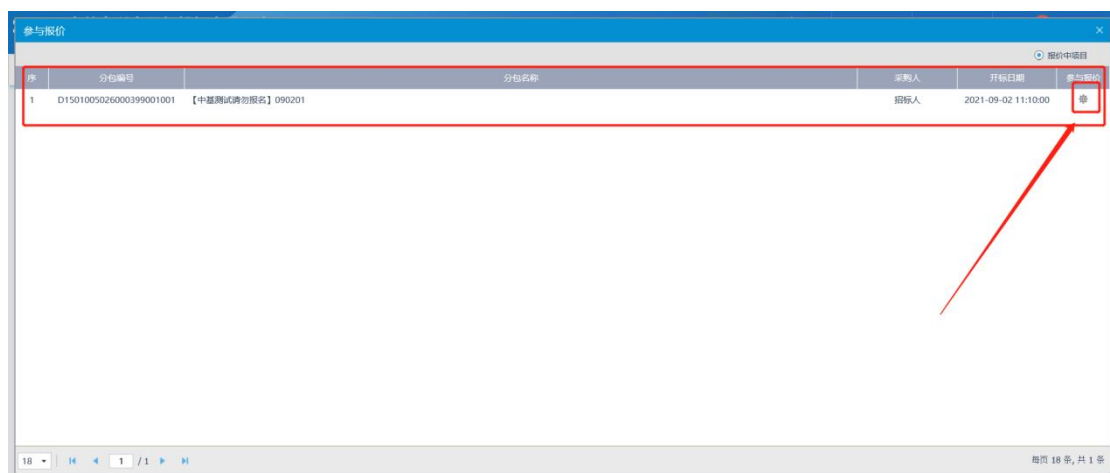 参与报价
报价中项目
序 分包编号 分包名称 采购人 开标日期 参与报价
1 D1501005026000399001001 【中基测试请勿报名】090201 招标人 2021-09-02 11:10:00
18 1 / 1 每页 18 条, 共 1 条